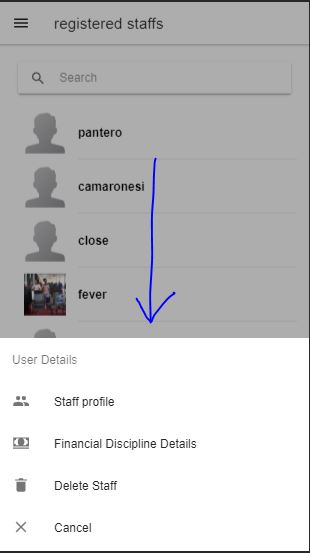 registered staffs
Search
pantero
camaronesi
close
fever
User Details
Staff profile
Financial Discipline Details
Delete Staff
Cancel